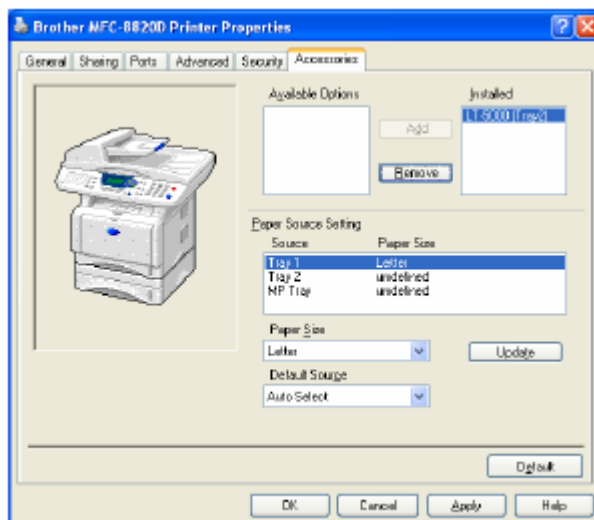 Brother MFC-8820D Printer Properties
General Sharing Ports Advanced Security Accessories
Available Options Installed
LT-5000 (Tray2)
Add
Remove
Paper Source Setting
Source Paper Size
Tray 1 Letter
Tray 2 undefined
MP Tray undefined
Paper Size
Letter Update
Default Source
Auto Select
Default
OK Cancel Apply Help